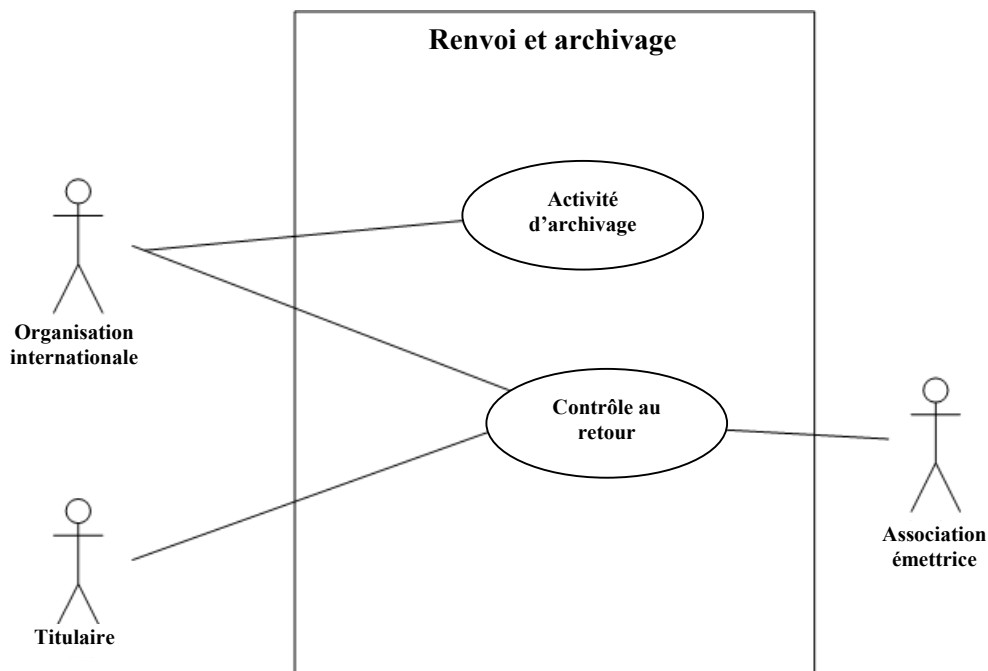 Renvoi et archivage
Activité
d’archivage
Organisation
internationale
Contrôle au
retour
Association
émettrice
Titulaire